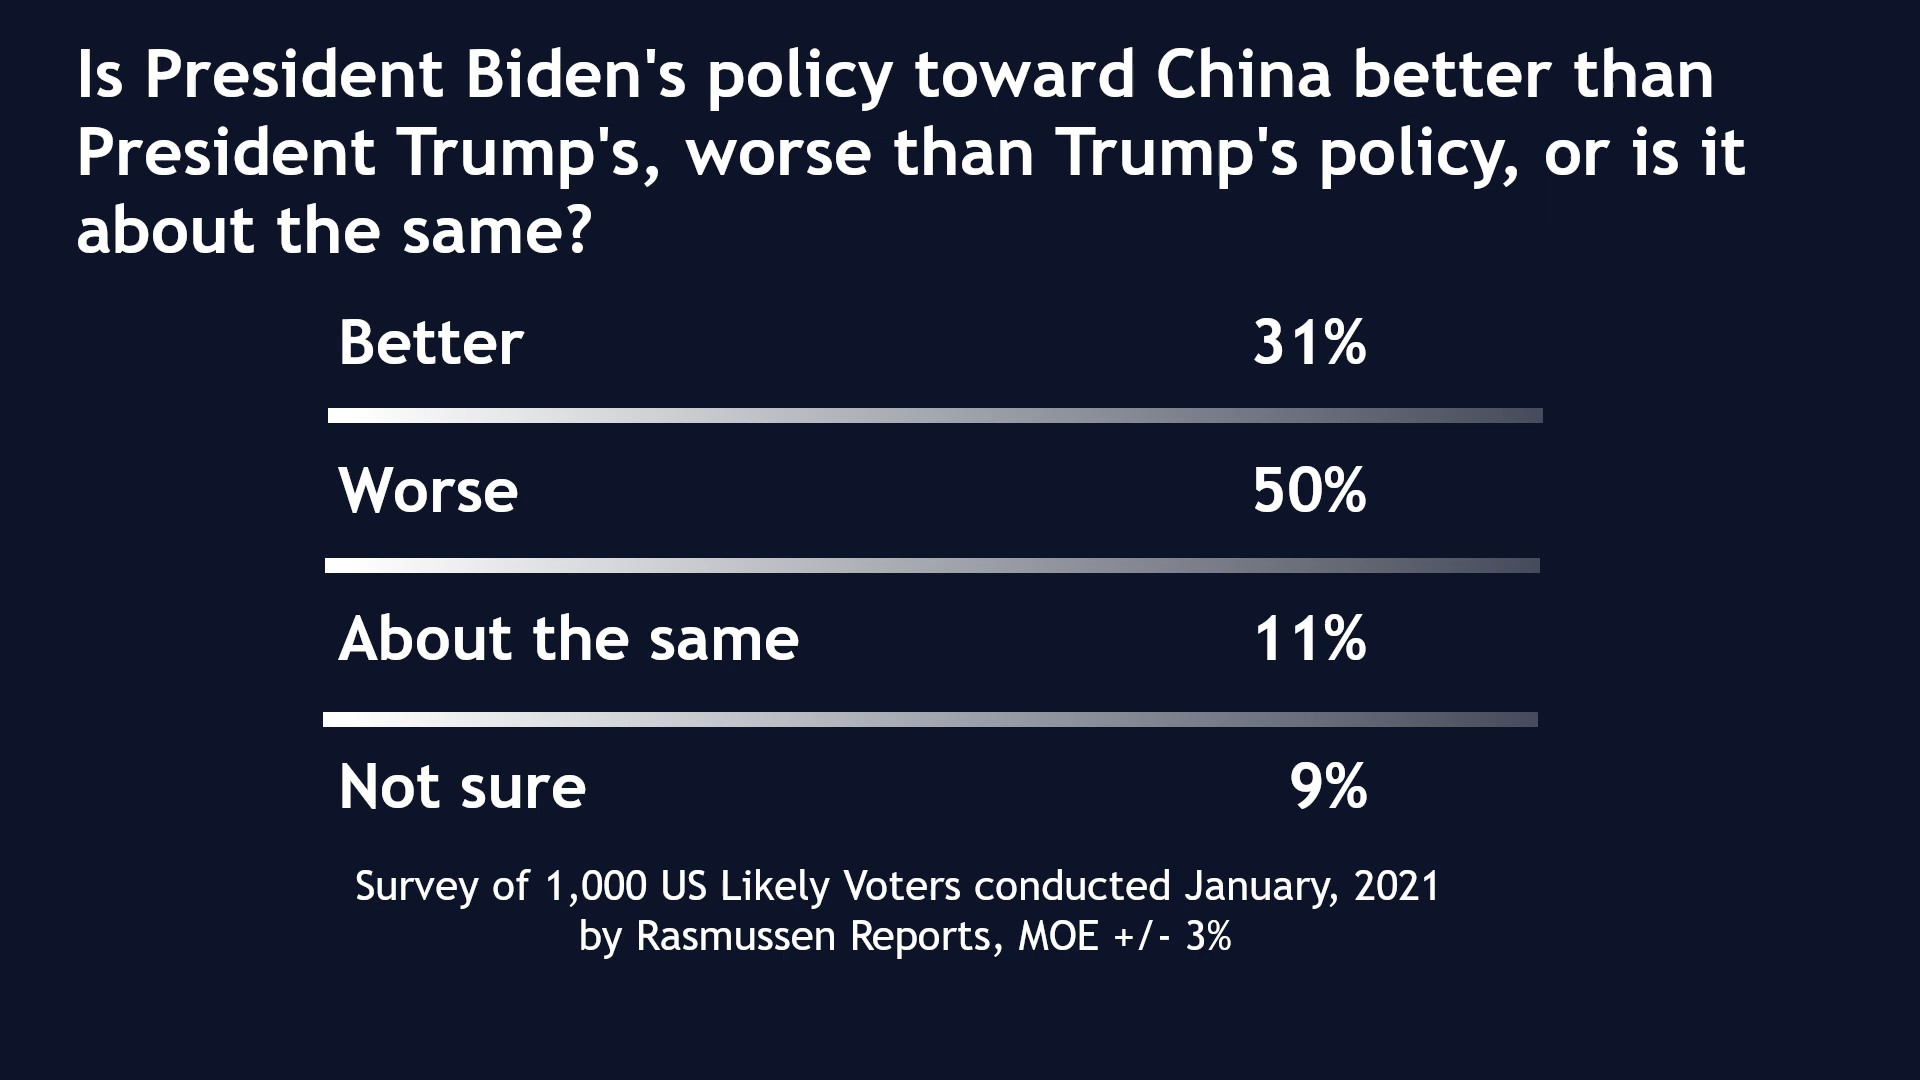 Is President Biden's policy toward China better than
President Trump's, worse than Trump's policy, or is it
about the same?
Better 31%
Worse 50%
About the same 11%
Not sure 9%
Survey of 1,000 US Likely Voters conducted January, 2021
by Rasmussen Reports, MOE +/- 3%